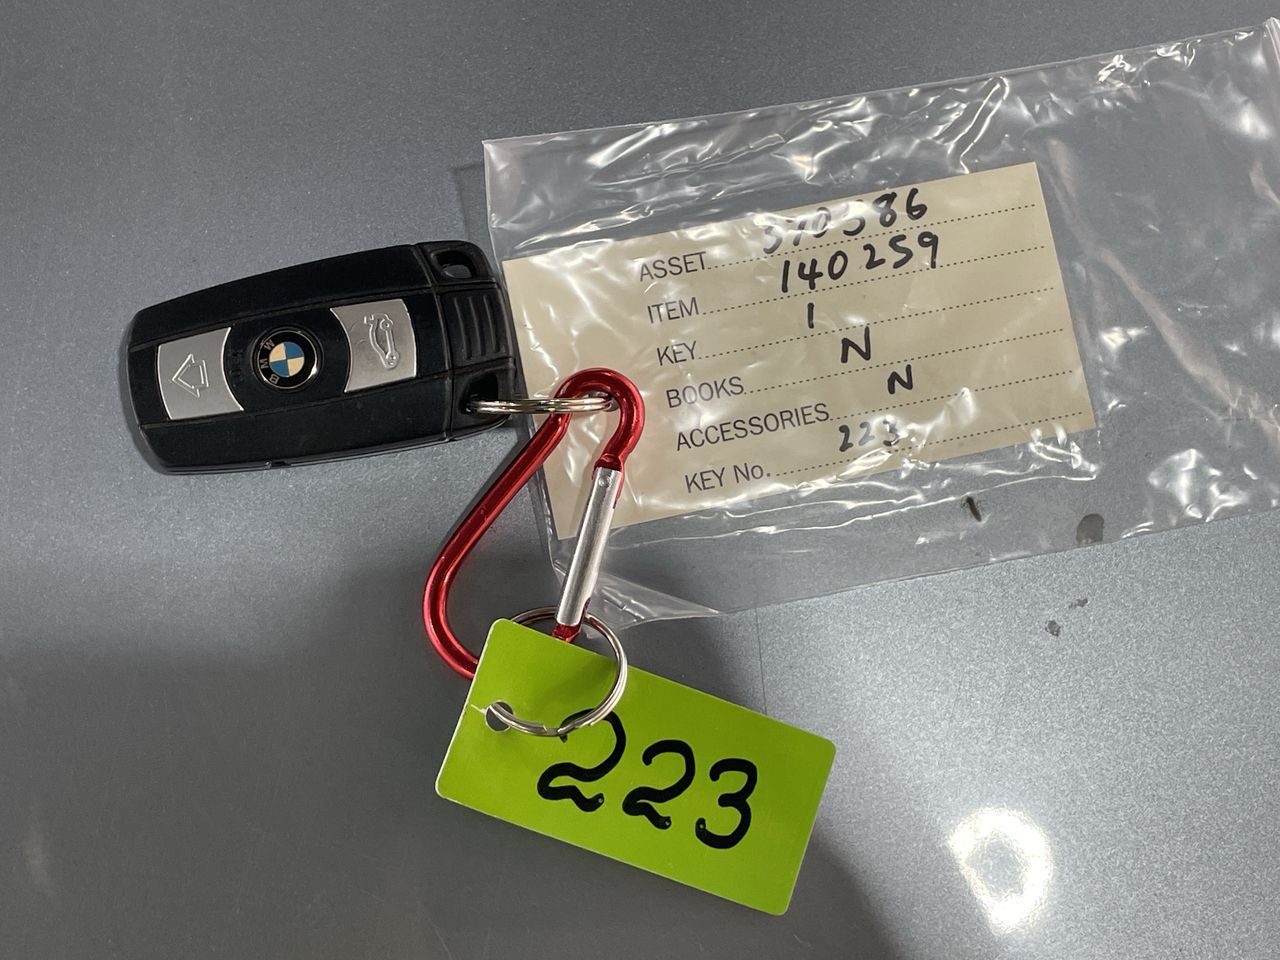 ASSET 370586
ITEM 140259
KEY 1
BOOKS N
ACCESSORIES N
KEY No. 223
BMW
223